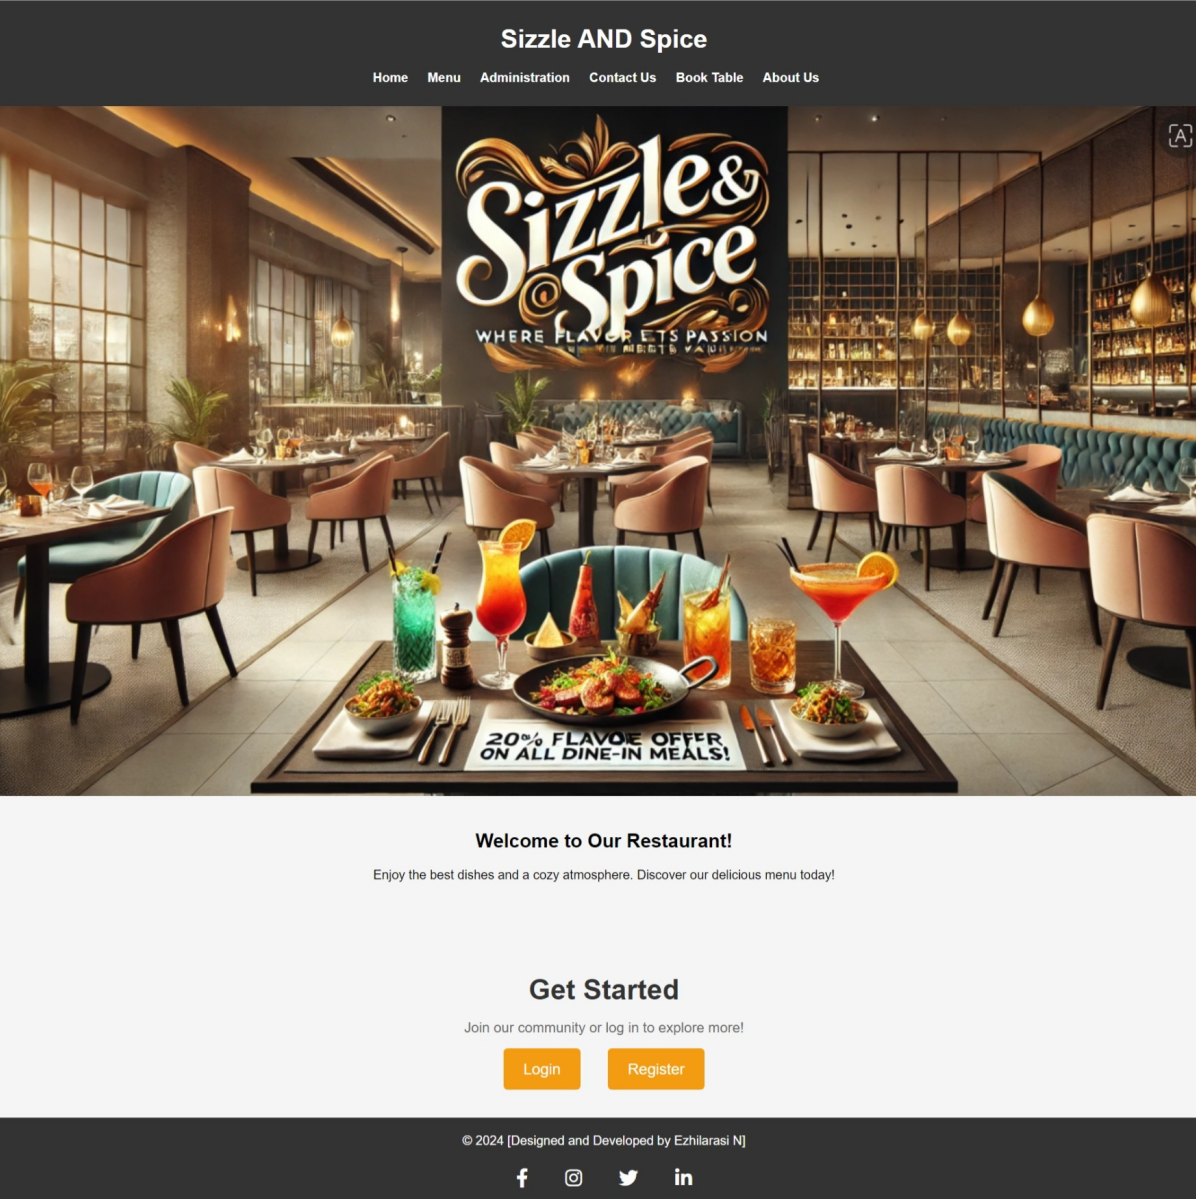 Sizzle AND Spice
Home Menu Administration Contact Us Book Table About Us
Sizzle &
Spice
WHERE FLAVOR ETS PASSION
20% FLAVOE OFFER
ON ALL DINE-IN MEALS!
Welcome to Our Restaurant!
Enjoy the best dishes and a cozy atmosphere. Discover our delicious menu today!
Get Started
Join our community or log in to explore more!
Login Register
© 2024 [Designed and Developed by Ezhilarasi N]